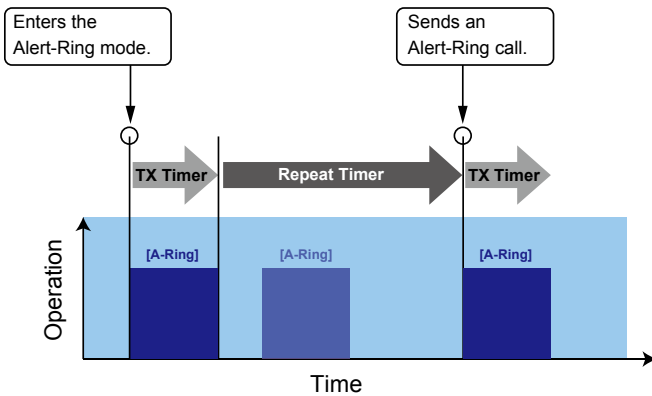 Enters the
Alert-Ring mode.
Sends an
Alert-Ring call.
TX Timer
Repeat Timer
TX Timer
[A-Ring]
[A-Ring]
[A-Ring]
Operation
Time